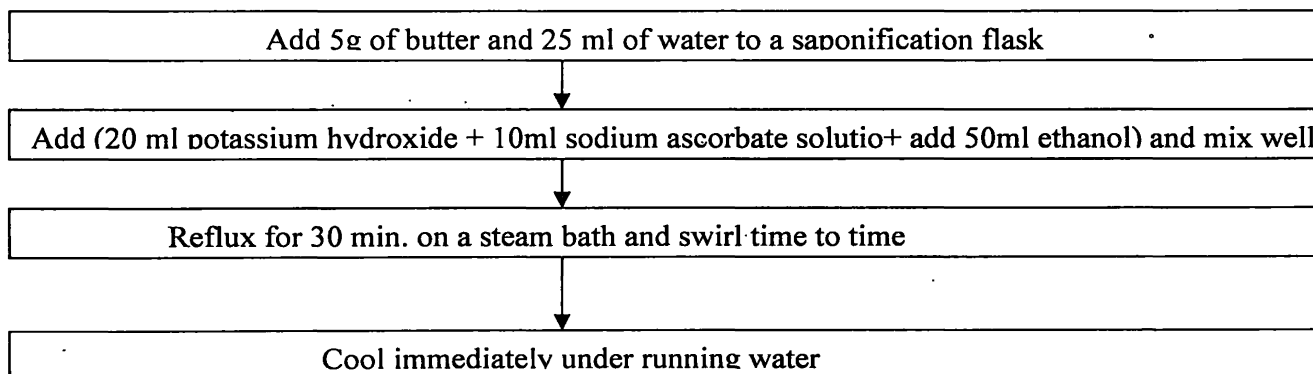 Add 5g of butter and 25 ml of water to a saponification flask
Add (20 ml potassium hydroxide + 10ml sodium ascorbate solutio+ add 50ml ethanol) and mix well
Reflux for 30 min. on a steam bath and swirl time to time
Cool immediately under running water